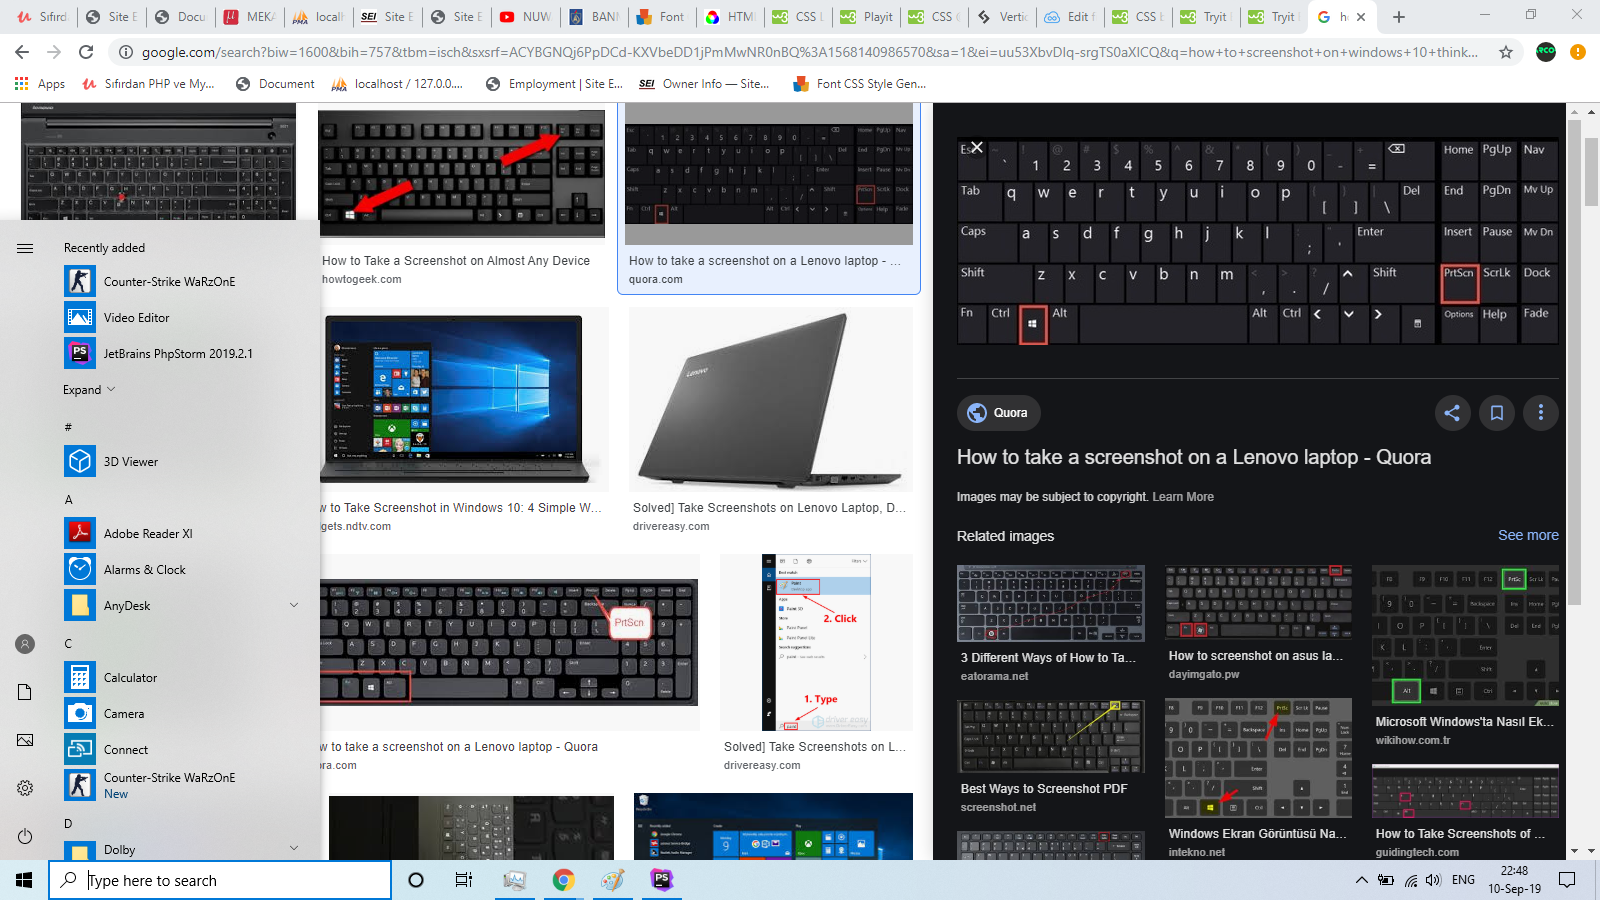 Sıfırd
Site E
Docu
MEKA
localh
Site E
Site E
NUW
BANN
Font
HTMl
CSS L
Playit
CSS (
Vertic
Edit f
CSS b
Tryit
Tryit
google.com/search?biw=1600&bih=757&tbm=isch&sxsrf=ACYBGNQj6PpDCd-KXVbeDD1jPmMwNR0nBQ%3A1568140986570&sa=1&ei=uu53XbvDIq-srgTS0aXICQ&q=how+to+screenshot+on+windows+10+think...
Apps
Sıfırdan PHP ve My...
Document
localhost / 127.0.0....
Employment | Site E...
SEI Owner Info — Site...
Font CSS Style Gen...
Recently added
Counter-Strike WaRzOnE
Video Editor
JetBrains PhpStorm 2019.2.1
Expand
#
3D Viewer
A
Adobe Reader XI
Alarms & Clock
AnyDesk
C
Calculator
Camera
Connect
Counter-Strike WaRzOnE
New
D
Dolby
Type here to search
How to Take a Screenshot on Almost Any Device
howtogeek.com
How to take a screenshot on a Lenovo laptop - ...
quora.com
w to Take Screenshot in Windows 10: 4 Simple W...
gets.ndtv.com
Lenovo
Solved] Take Screenshots on Lenovo Laptop, D...
driverseasy.com
PrtScn
w to take a screenshot on a Lenovo laptop - Quora
ora.com
2. Click
1. Type
driver easy
Solved] Take Screenshots on L...
drivereasy.com
Esc ~ ` ! 1 @ 2 # 3 $ 4 % 5 ^ 6 & 7 * 8 ( 9 ) 0 _ - + = Home PgUp Nav
Tab q w e r t y u i o p { [ } ] | \ Del End PgDn Mv Up
Caps a s d f g h j k l : ; " ' Enter Insert Pause Mv Dn
Shift z x c v b n m < , > . ? / Shift PrtScn ScrLk Dock
Fn Ctrl Alt Alt Ctrl Options Help Fade
Quora
How to take a screenshot on a Lenovo laptop - Quora
Images may be subject to copyright. Learn More
Related images
See more
3 Different Ways of How to Ta...
eatorama.net
How to screenshot on asus la...
dayimgato.pw
Microsoft Windows'ta Nasıl Ek...
wikihow.com.tr
Best Ways to Screenshot PDF
screenshot.net
Windows Ekran Görüntüsü Na...
intekno.net
How to Take Screenshots of ...
guidingtech.com
ENG
22:48
10-Sep-19